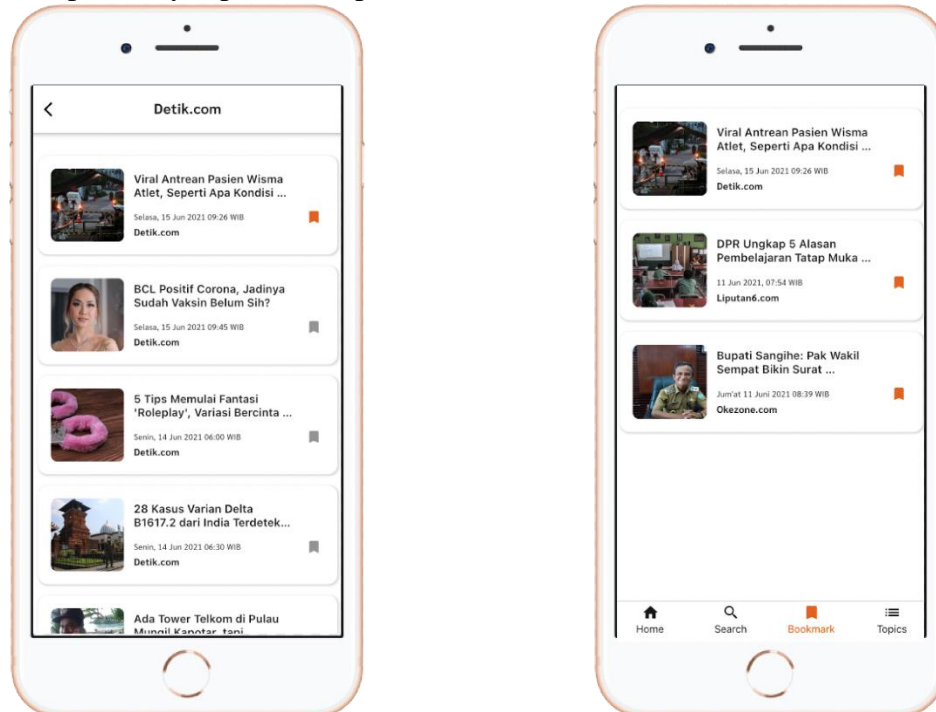 Detik.com
Viral Antrean Pasien Wisma
Atlet, Seperti Apa Kondisi ...
Selasa, 15 Jun 2021 09:26 WIB
Detik.com
BCL Positif Corona, Jadinya
Sudah Vaksin Belum Sih?
Selasa, 15 Jun 2021 09:45 WIB
Detik.com
5 Tips Memulai Fantasi
'Roleplay', Variasi Bercinta ...
Senin, 14 Jun 2021 06:00 WIB
Detik.com
28 Kasus Varian Delta
B1617.2 dari India Terdetek...
Senin, 14 Jun 2021 06:30 WIB
Detik.com
Ada Tower Telkom di Pulau
Mungil Kapotar, tapi
Viral Antrean Pasien Wisma
Atlet, Seperti Apa Kondisi ...
Selasa, 15 Jun 2021 09:26 WIB
Detik.com
DPR Ungkap 5 Alasan
Pembelajaran Tatap Muka ...
11 Jun 2021, 07:54 WIB
Liputan6.com
Bupati Sangihe: Pak Wakil
Sempat Bikin Surat ...
Jum'at 11 Juni 2021 08:39 WIB
Okezone.com
Home
Search
Bookmark
Topics